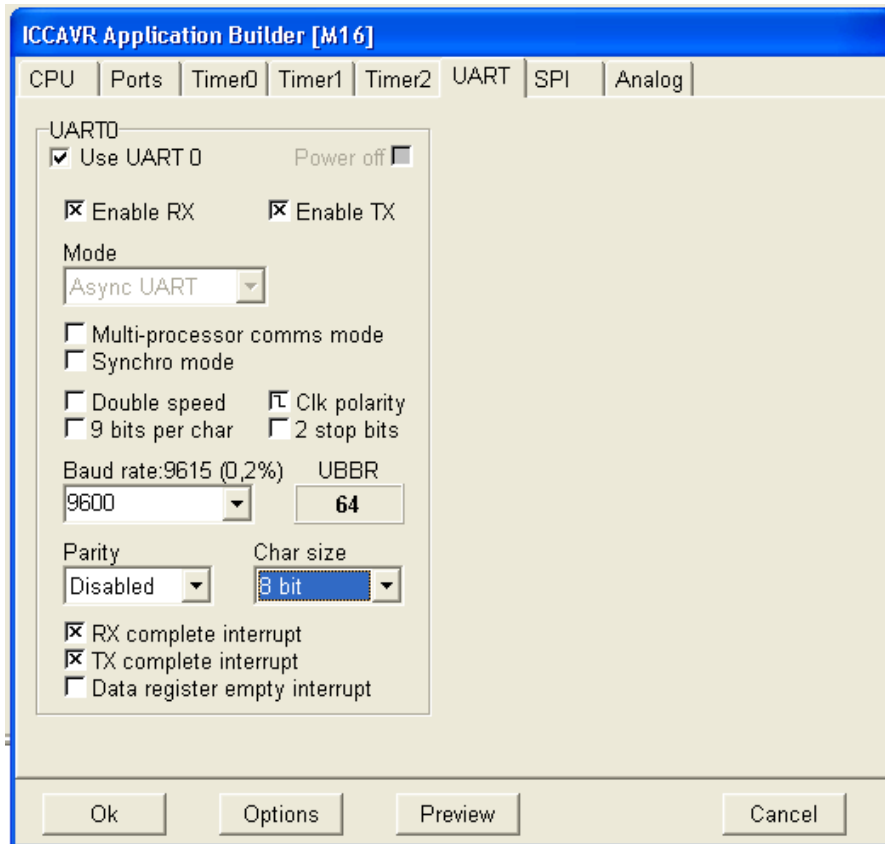 ICCAVR Application Builder [M16]
CPU Ports Timer0 Timer1 Timer2 UART SPI Analog
UART0
Use UART 0 Power off
Enable RX Enable TX
Mode
Async UART
Multi-processor comms mode
Synchro mode
Double speed Clk polarity
9 bits per char 2 stop bits
Baud rate:9615 (0,2%) UBBR
9600 64
Parity Char size
Disabled 8 bit
RX complete interrupt
TX complete interrupt
Data register empty interrupt
Ok Options Preview Cancel